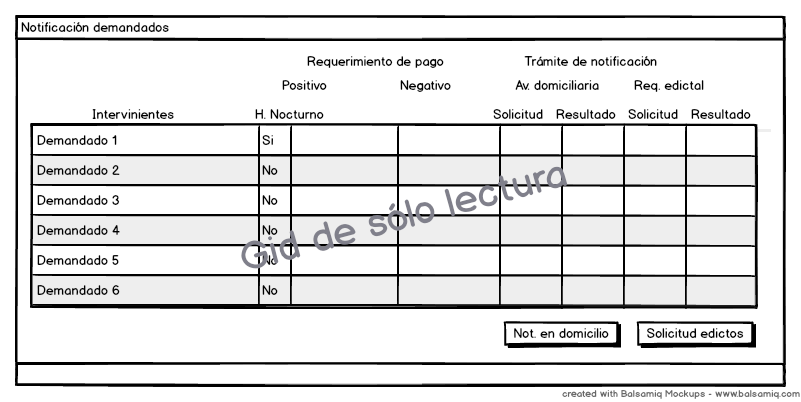 Notificación demandados
Requerimiento de pago Trámite de notificación
Positivo Negativo Av. domiciliaria Req. edictal
Intervinientes H. Nocturno Solicitud Resultado Solicitud Resultado
Demandado 1 Si
Demandado 2 No
Demandado 3 No
Demandado 4 No
Demandado 5 No
Demandado 6 No
Gid de sólo lectura
Not. en domicilio Solicitud edictos
created with Balsamiq Mockups - www.balsamiq.com